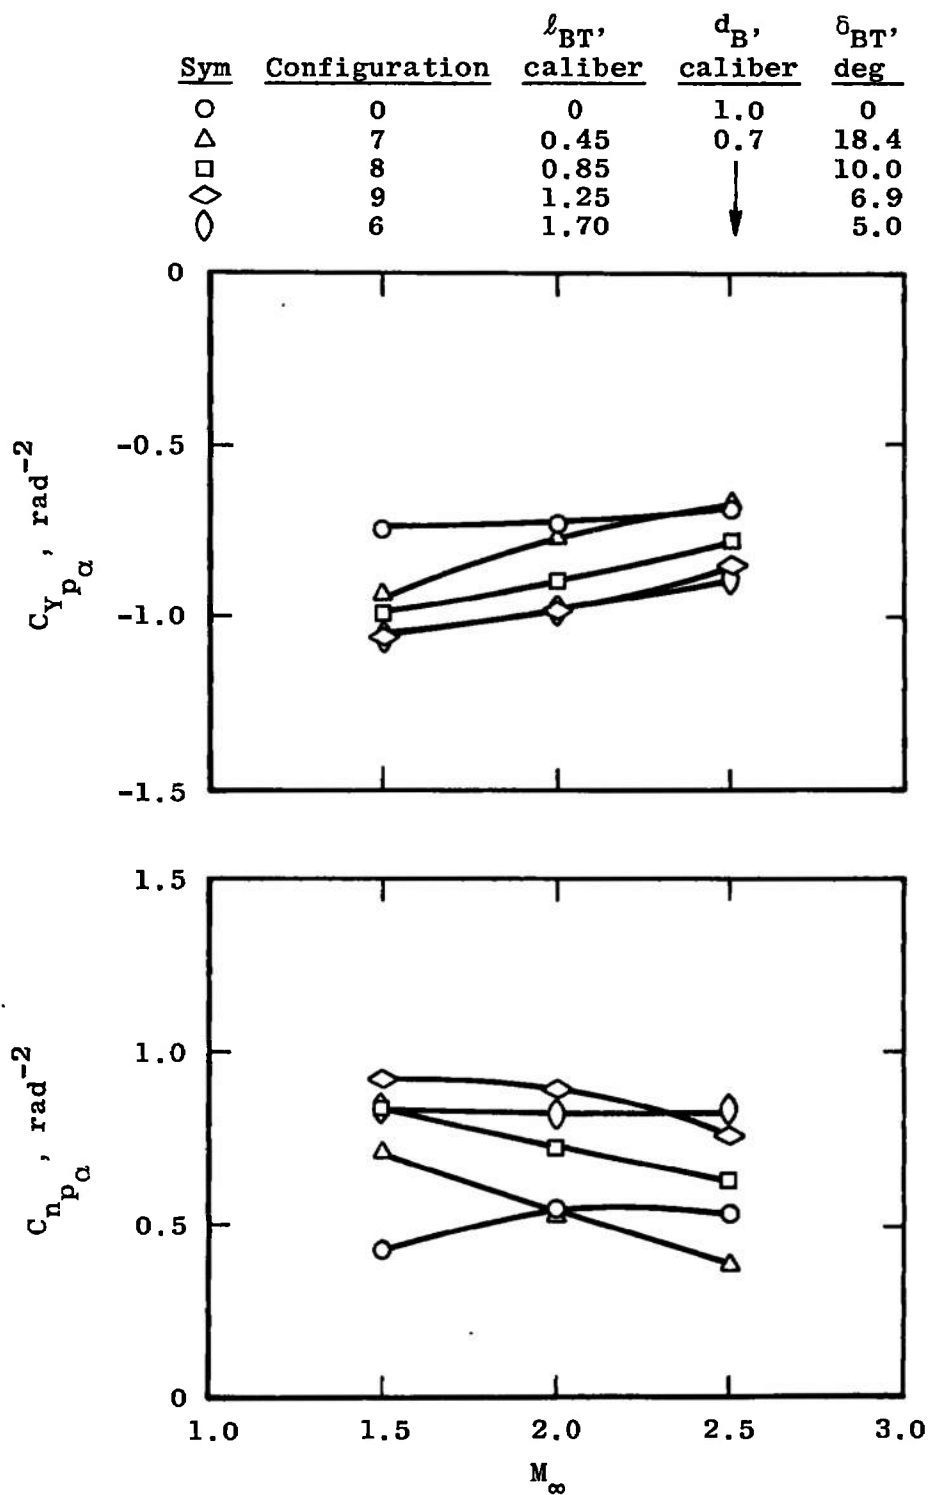 ℓBT, dB, δBT,
Sym Configuration caliber caliber deg
0 0 1.0 0
7 0.45 0.7 18.4
8 0.85 10.0
9 1.25 6.9
6 1.70 5.0
0
-0.5
CYpα, rad-2
-1.0
-1.5
1.5
1.0
Cnpα, rad-2
0.5
0
1.0 1.5 2.0 2.5 3.0
M∞